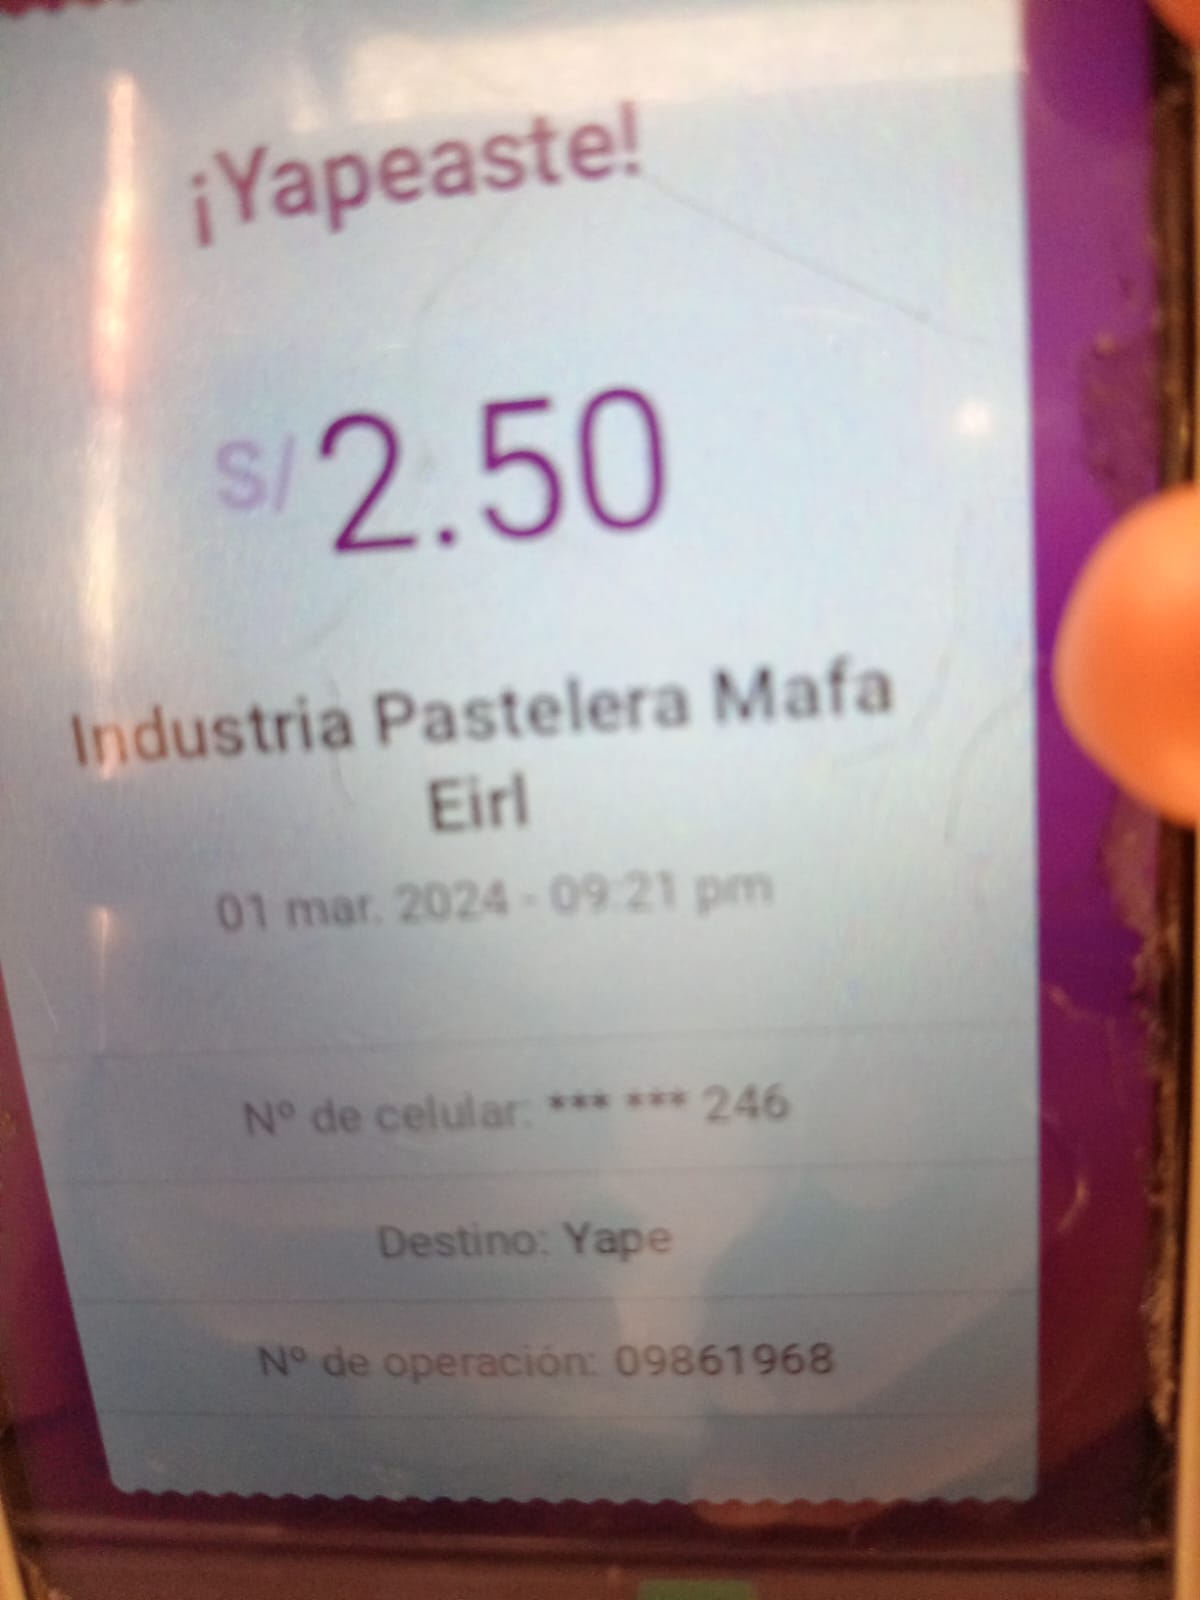 ¡Yapeaste!
S/ 2.50
Industria Pastelera Mafa
Eirl
01 mar. 2024 - 09:21 pm
Nº de celular: *** *** 246
Destino: Yape
Nº de operación: 09861968